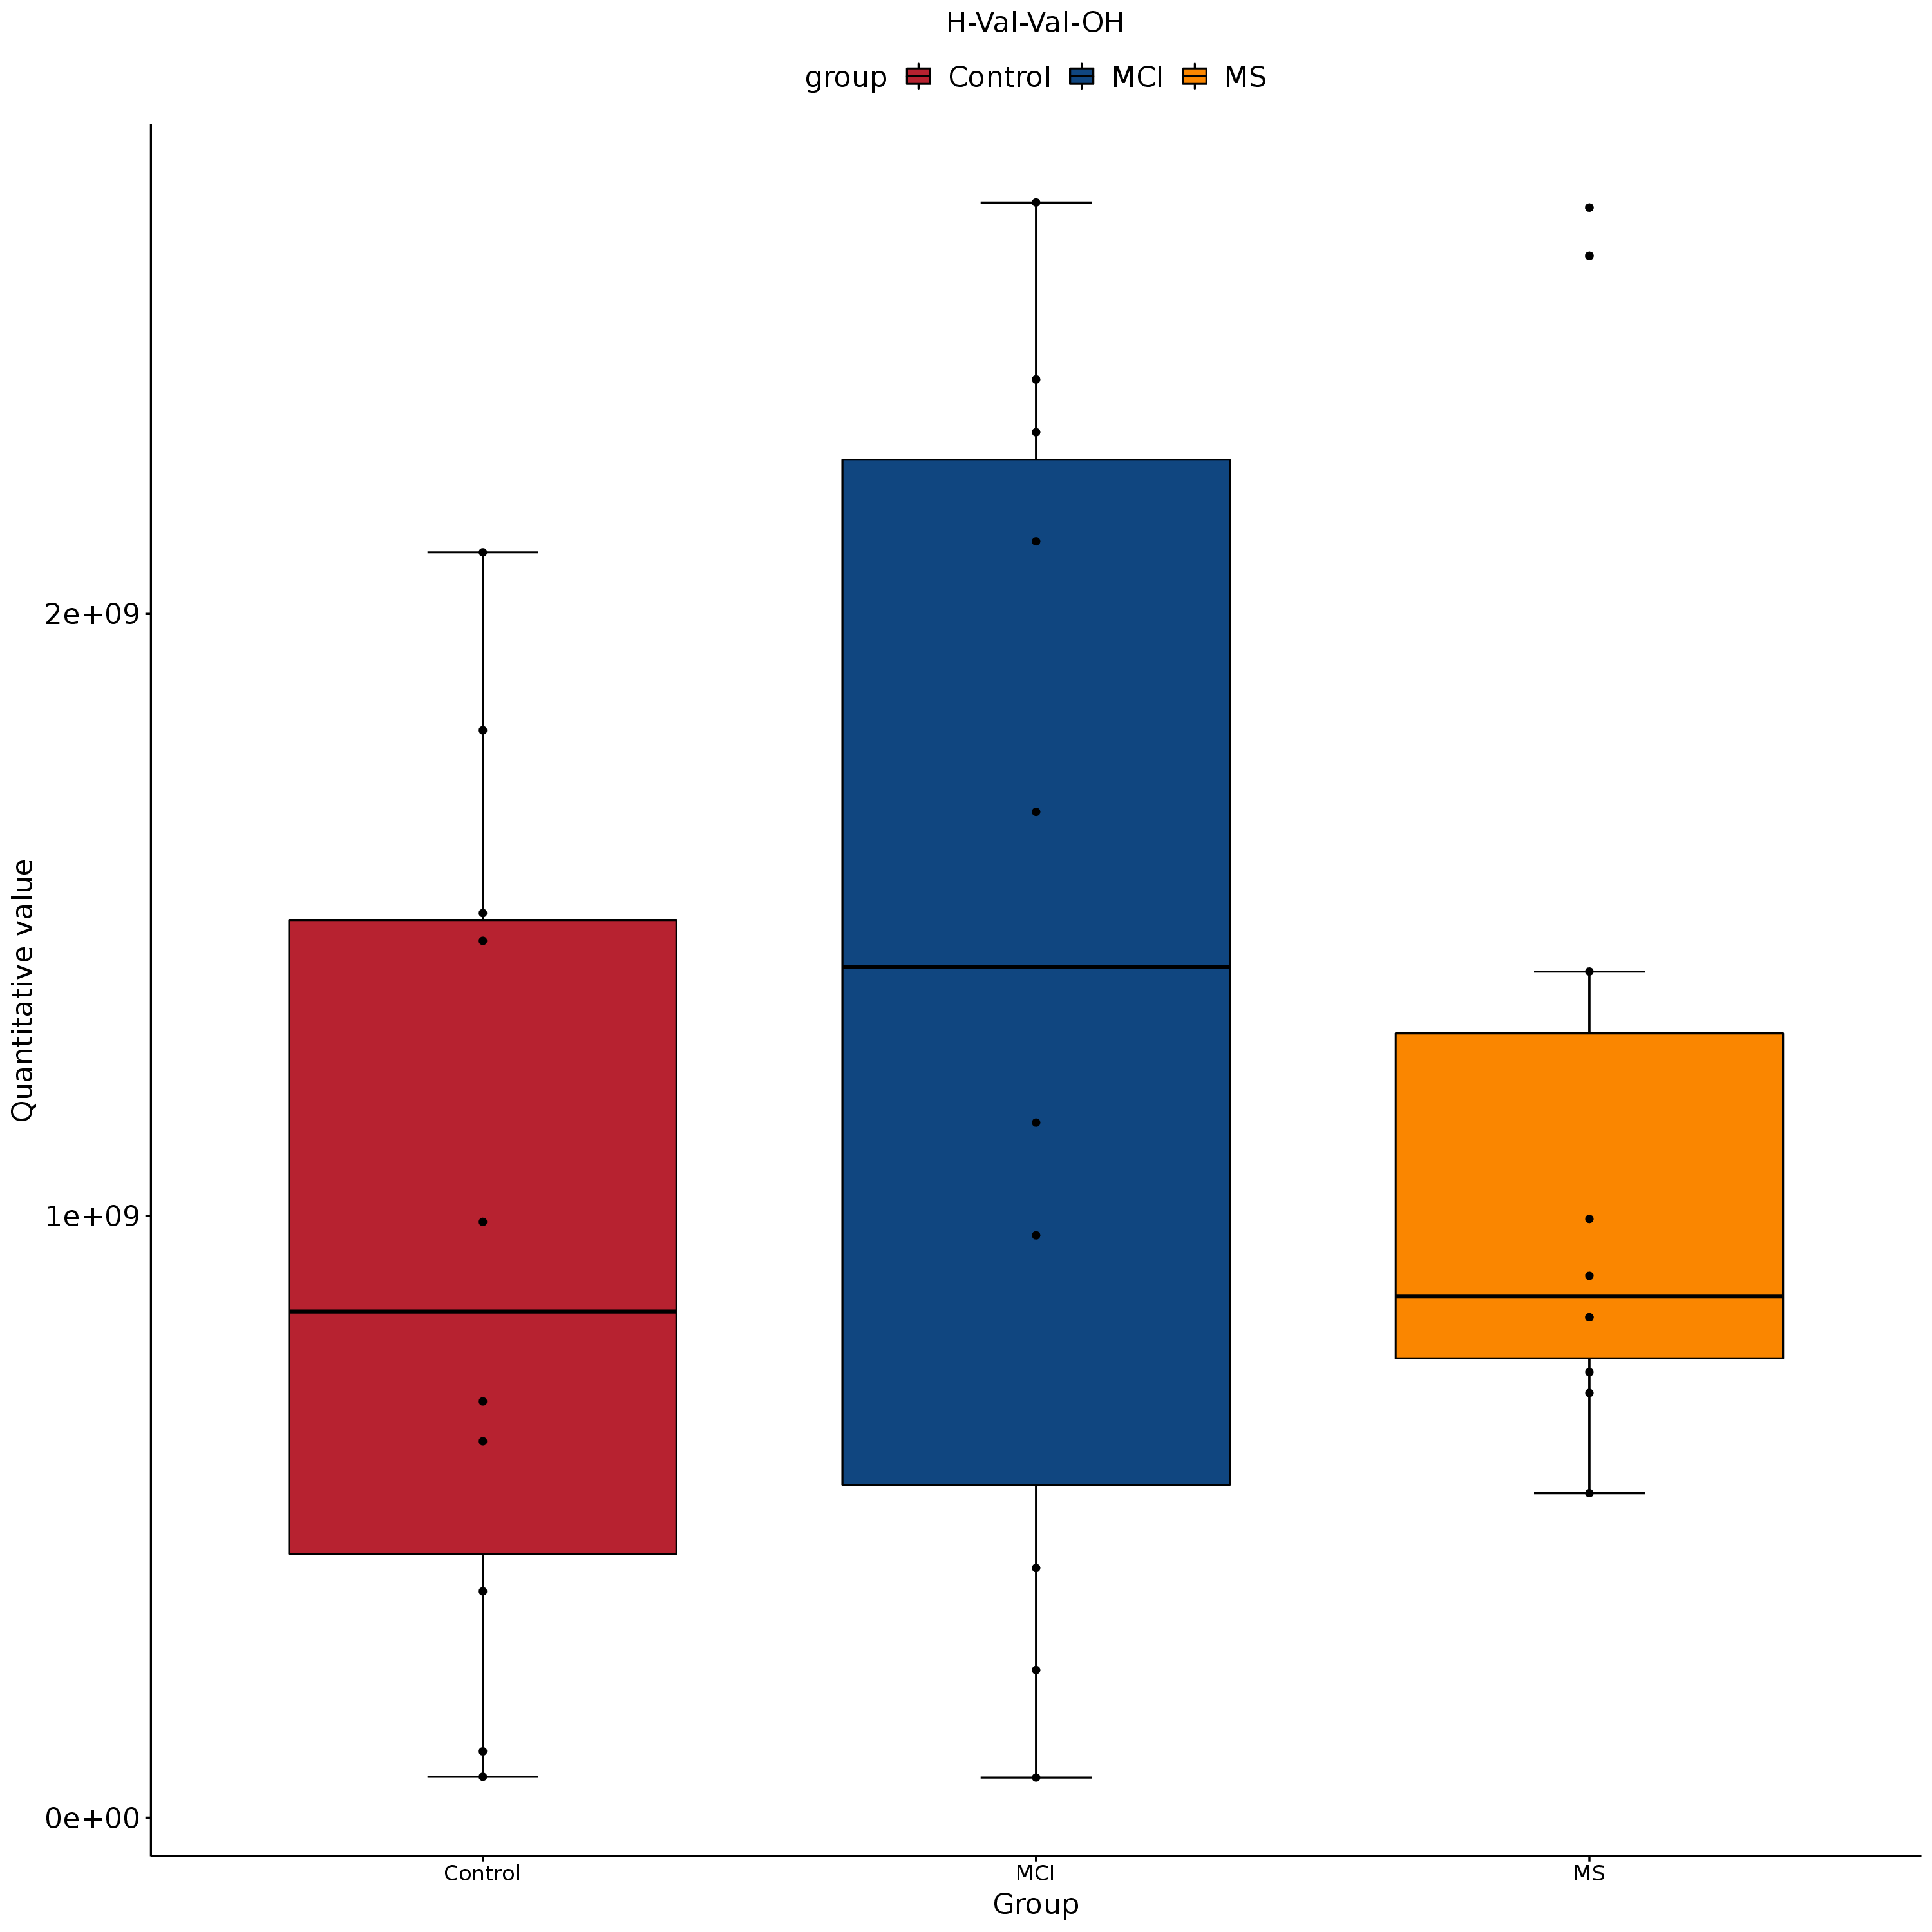 H-Val-Val-OH
group Control MCI MS
Quantitative value
2e+09
1e+09
0e+00
Control MCI MS
Group